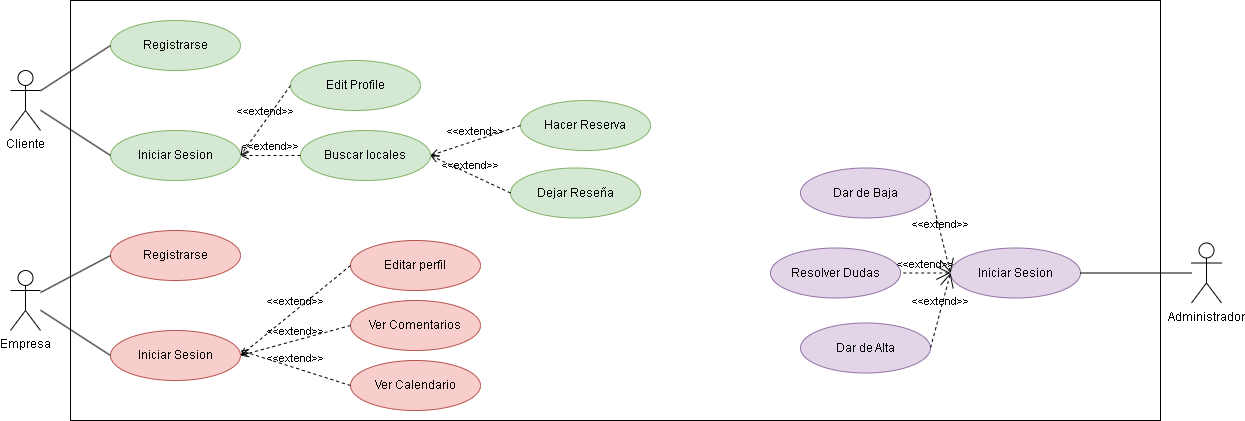 Registrarse
Edit Profile
<<extend>>
Hacer Reserva
<<extend>>
Cliente
Iniciar Sesion
<<extend>>
Buscar locales
<<extend>>
Dejar Reseña
Dar de Baja
<<extend>>
Registrarse
Editar perfil
<<extend>>
Resolver Dudas
<<extend>>
Iniciar Sesion
<<extend>>
Administrador
Empresa
Iniciar Sesion
<<extend>>
Ver Comentarios
<<extend>>
Ver Calendario
Dar de Alta